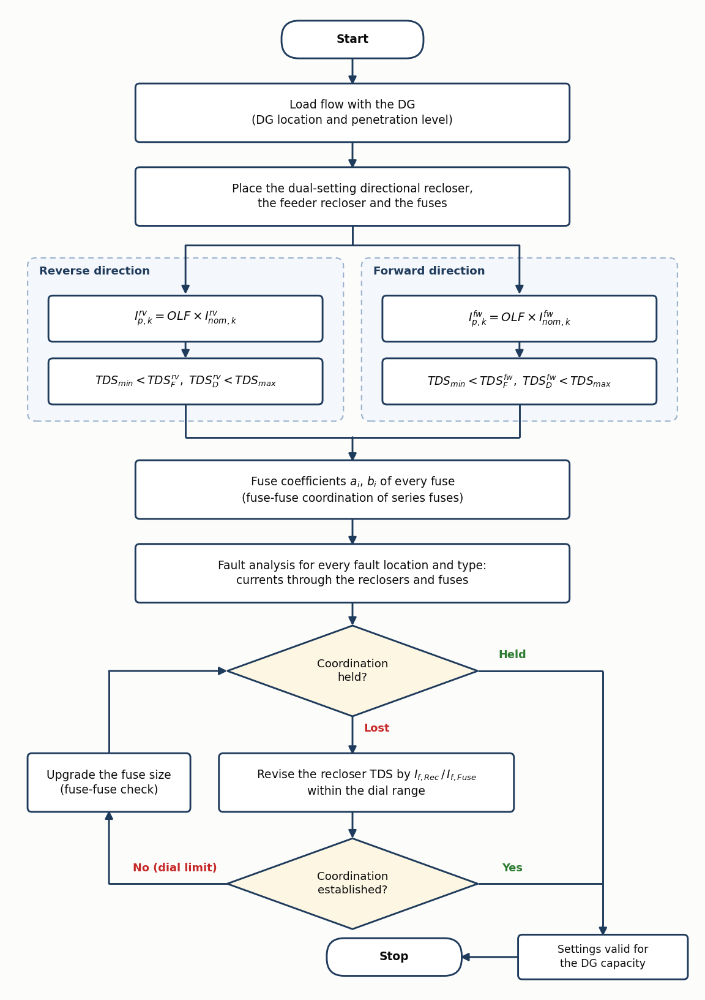 Start
Load flow with the DG
(DG location and penetration level)
Place the dual-setting directional recloser,
the feeder recloser and the fuses
Reverse direction
$I_{p,k}^{rv} = OLF \times I_{nom,k}^{rv}$
$TDS_{min} < TDS_F^{rv},\ TDS_D^{rv} < TDS_{max}$
Forward direction
$I_{p,k}^{fw} = OLF \times I_{nom,k}^{fw}$
$TDS_{min} < TDS_F^{fw},\ TDS_D^{fw} < TDS_{max}$
Fuse coefficients $a_i$, $b_i$ of every fuse
(fuse-fuse coordination of series fuses)
Fault analysis for every fault location and type:
currents through the reclosers and fuses
Coordination
held?
Held
Lost
Upgrade the fuse size
(fuse-fuse check)
Revise the recloser TDS by $I_{f,Rec}\,/\,I_{f,Fuse}$
within the dial range
No (dial limit)
Coordination
established?
Yes
Stop
Settings valid for
the DG capacity